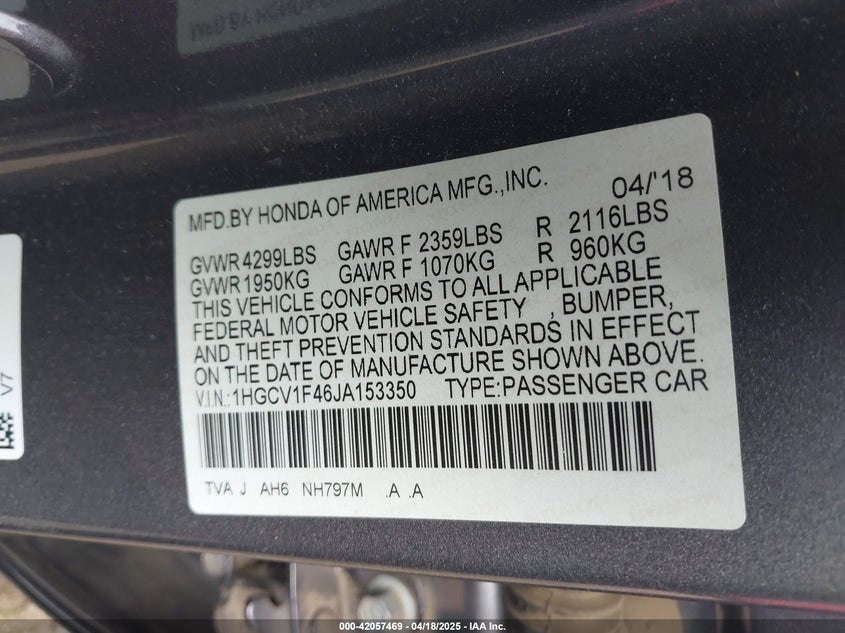 MFD.BY HONDA OF AMERICA MFG.,INC. 04/'18
GVWR 4299LBS GAWR F 2359LBS R 2116LBS
GVWR 1950KG GAWR F 1070KG R 960KG
THIS VEHICLE CONFORMS TO ALL APPLICABLE
FEDERAL MOTOR VEHICLE SAFETY , BUMPER,
AND THEFT PREVENTION STANDARDS IN EFFECT
ON THE DATE OF MANUFACTURE SHOWN ABOVE.
V.I.N.:1HGCV1F46JA153350 TYPE:PASSENGER CAR
TVA J AH6 NH797M .A .A
V7
000-42057469 | 04/18/2025 | IAA Inc.